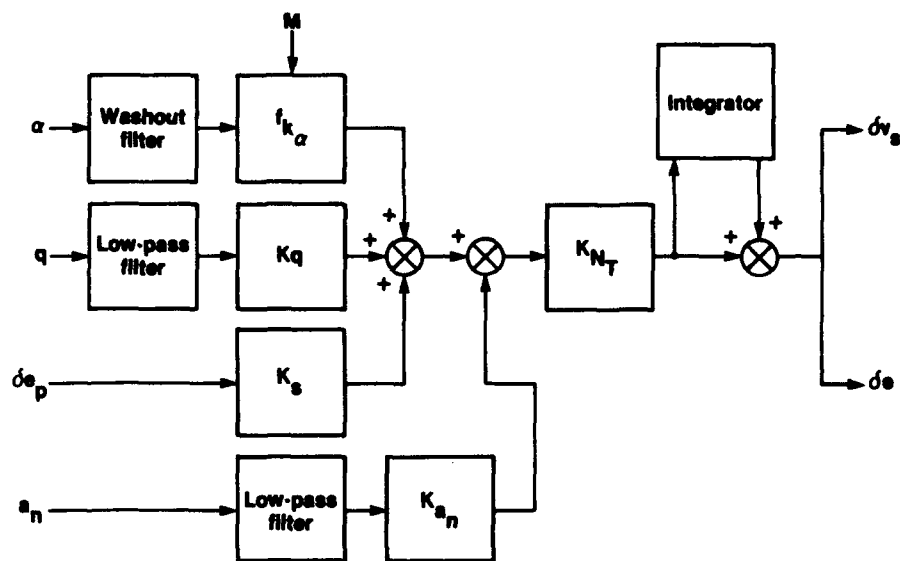 M
α
Washout
filter
f k α
Integrator
δv s
q
Low-pass
filter
Kq
+
+
+
+
K N T
+
+
δe p
K s
δe
a n
Low-pass
filter
K a n